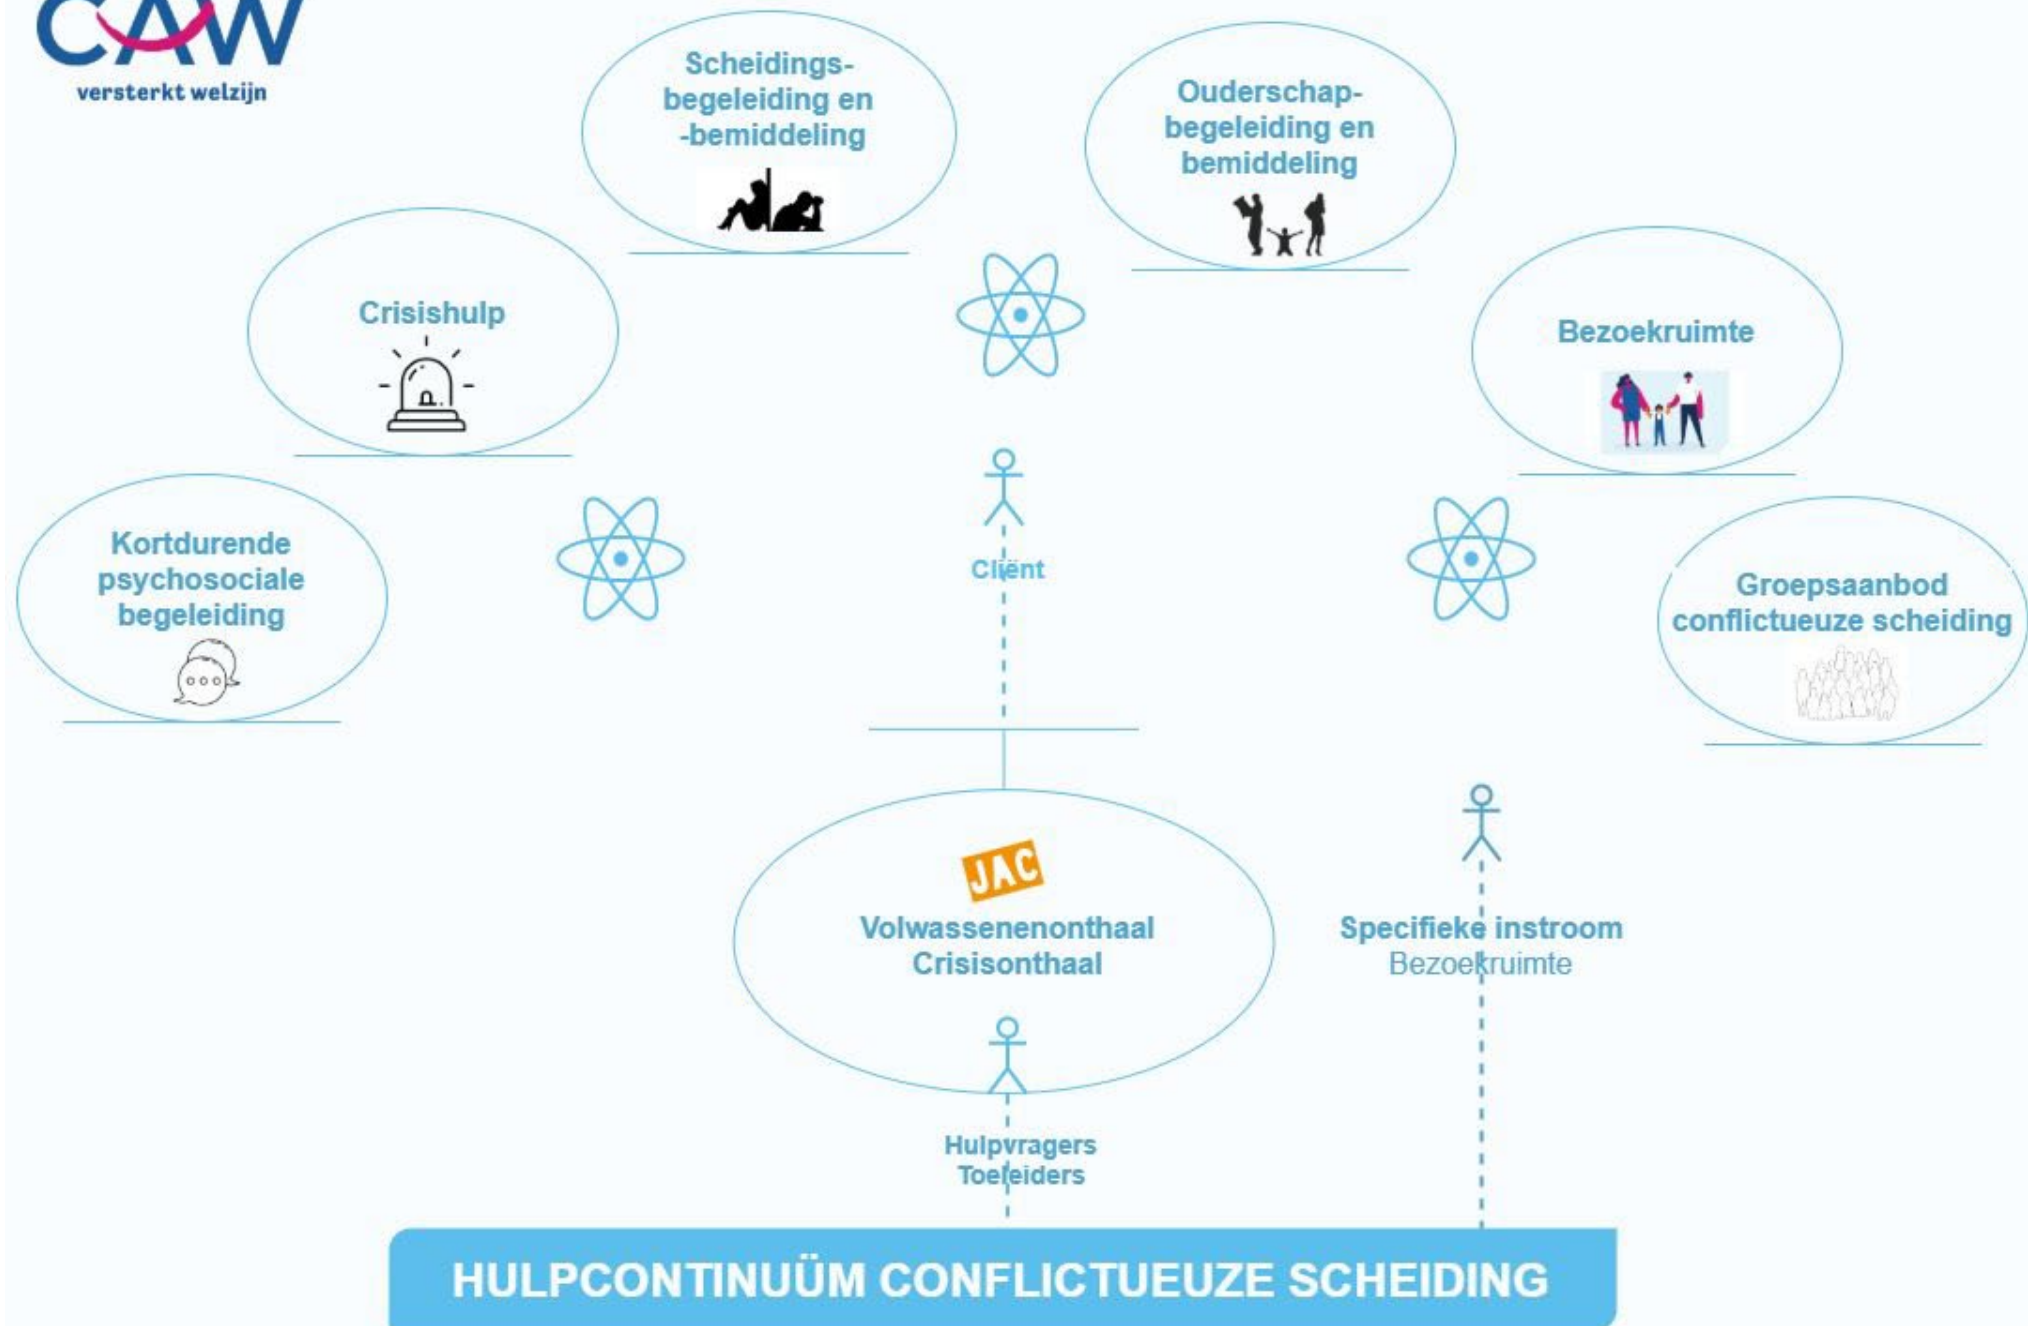 CAW
versterkt welzijn
Scheidings-
begeleiding en
-bemiddeling
Ouderschap-
begeleiding en
bemiddeling
Crisishulp
Bezoekruimte
Kortdurende
psychosociale
begeleiding
Cliënt
Groepsaanbod
conflictueuze scheiding
JAC
Volwassenenonthaal
Crisisonthaal
Specifieke instroom
Bezoekruimte
Hulpvragers
Toeleiders
HULPCONTINUÜM CONFLICTUEUZE SCHEIDING